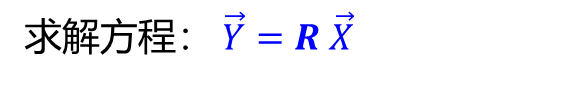 求解方程： $\vec{Y} = \boldsymbol{R}\,\vec{X}$